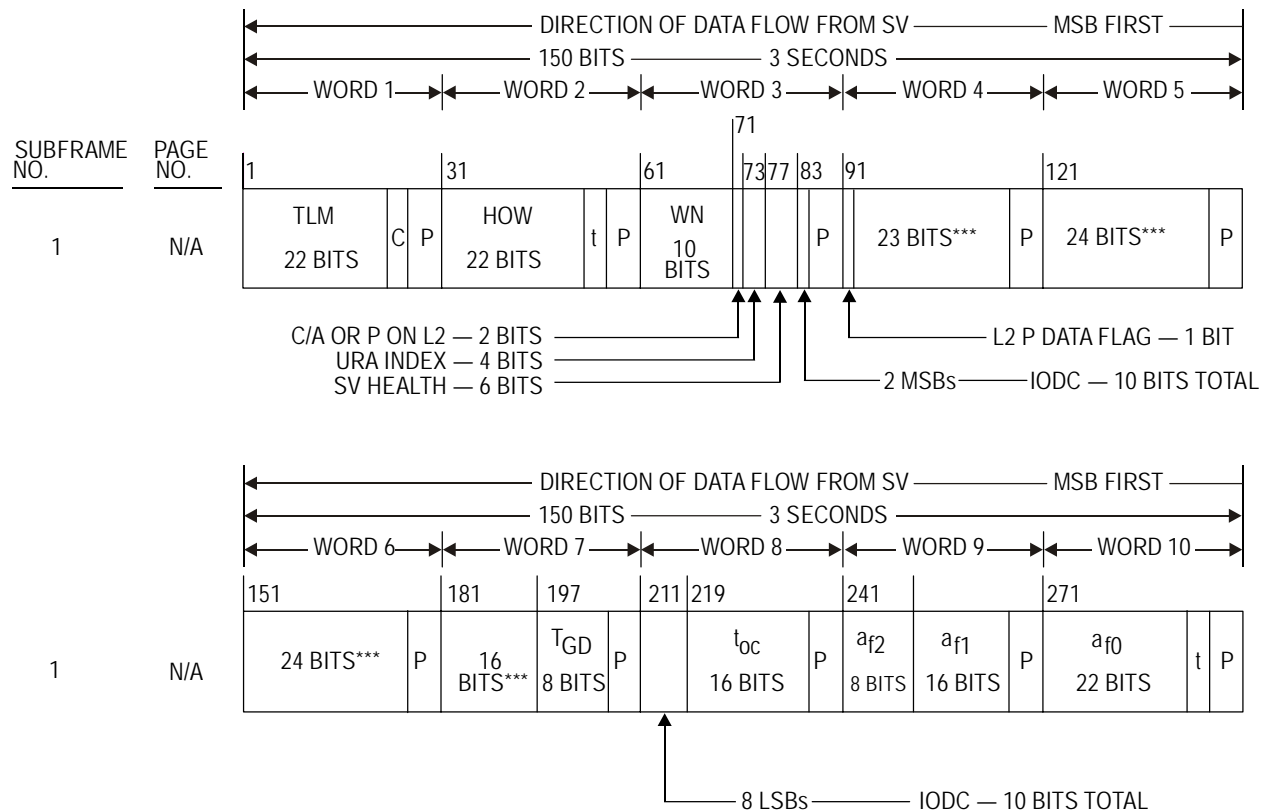 DIRECTION OF DATA FLOW FROM SV MSB FIRST
150 BITS 3 SECONDS
WORD 1 WORD 2 WORD 3 WORD 4 WORD 5
71
SUBFRAME NO. PAGE NO. 1 31 61 73 77 83 91 121
1 N/A TLM 22 BITS C P HOW 22 BITS t P WN 10 BITS P 23 BITS*** P 24 BITS*** P
C/A OR P ON L2 — 2 BITS L2 P DATA FLAG — 1 BIT
URA INDEX — 4 BITS
SV HEALTH — 6 BITS 2 MSBs IODC — 10 BITS TOTAL
DIRECTION OF DATA FLOW FROM SV MSB FIRST
150 BITS 3 SECONDS
WORD 6 WORD 7 WORD 8 WORD 9 WORD 10
151 181 197 211 219 241 271
1 N/A 24 BITS*** P 16 BITS*** TGD 8 BITS P toc 16 BITS P af2 8 BITS af1 16 BITS P af0 22 BITS t P
8 LSBs IODC — 10 BITS TOTAL